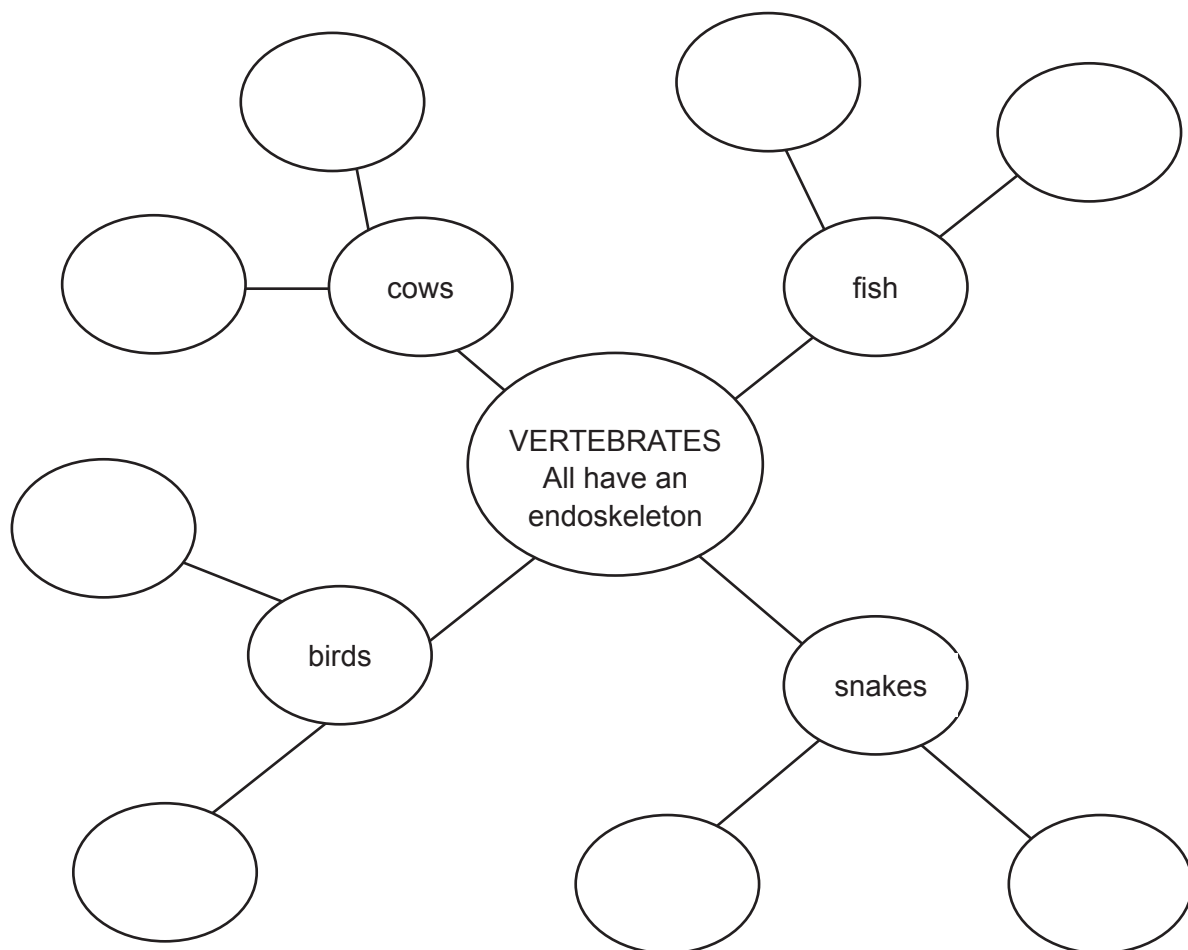 cows
fish
VERTEBRATES
All have an
endoskeleton
birds
snakes